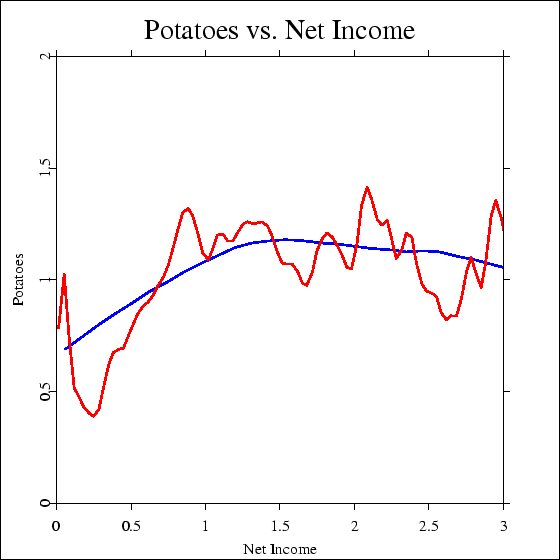 Potatoes vs. Net Income
2
1.5
1
0.5
0
Potatoes
0 0.5 1 1.5 2 2.5 3
Net Income